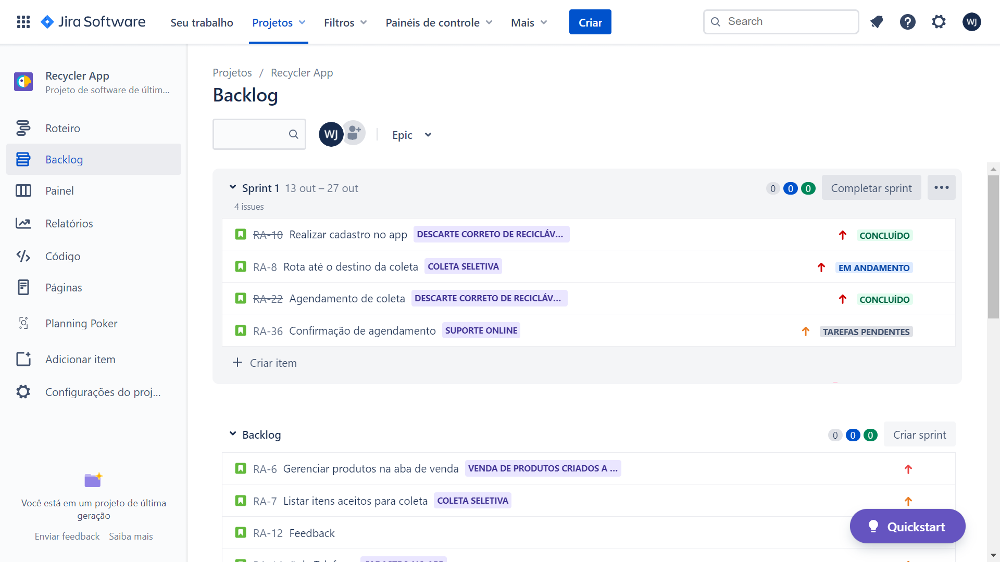 Jira Software
Seu trabalho
Projetos
Filtros
Painéis de controle
Mais
Criar
Search
WJ
Recycler App
Projeto de software de últim...
Roteiro
Backlog
Painel
Relatórios
Código
Páginas
Planning Poker
Adicionar item
Configurações do proj...
Você está em um projeto de última
geração
Enviar feedback Saiba mais
Projetos / Recycler App
Backlog
WJ
Epic
Sprint 1 13 out – 27 out
0 0 0 Completar sprint
4 issues
RA-10 Realizar cadastro no app DESCARTE CORRETO DE RECICLÁV... CONCLUÍDO
RA-8 Rota até o destino da coleta COLETA SELETIVA EM ANDAMENTO
RA-22 Agendamento de coleta DESCARTE CORRETO DE RECICLÁV... CONCLUÍDO
RA-36 Confirmação de agendamento SUPORTE ONLINE TAREFAS PENDENTES
+ Criar item
Backlog 0 0 0 Criar sprint
RA-6 Gerenciar produtos na aba de venda VENDA DE PRODUTOS CRIADOS A ...
RA-7 Listar itens aceitos para coleta COLETA SELETIVA
RA-12 Feedback
Quickstart